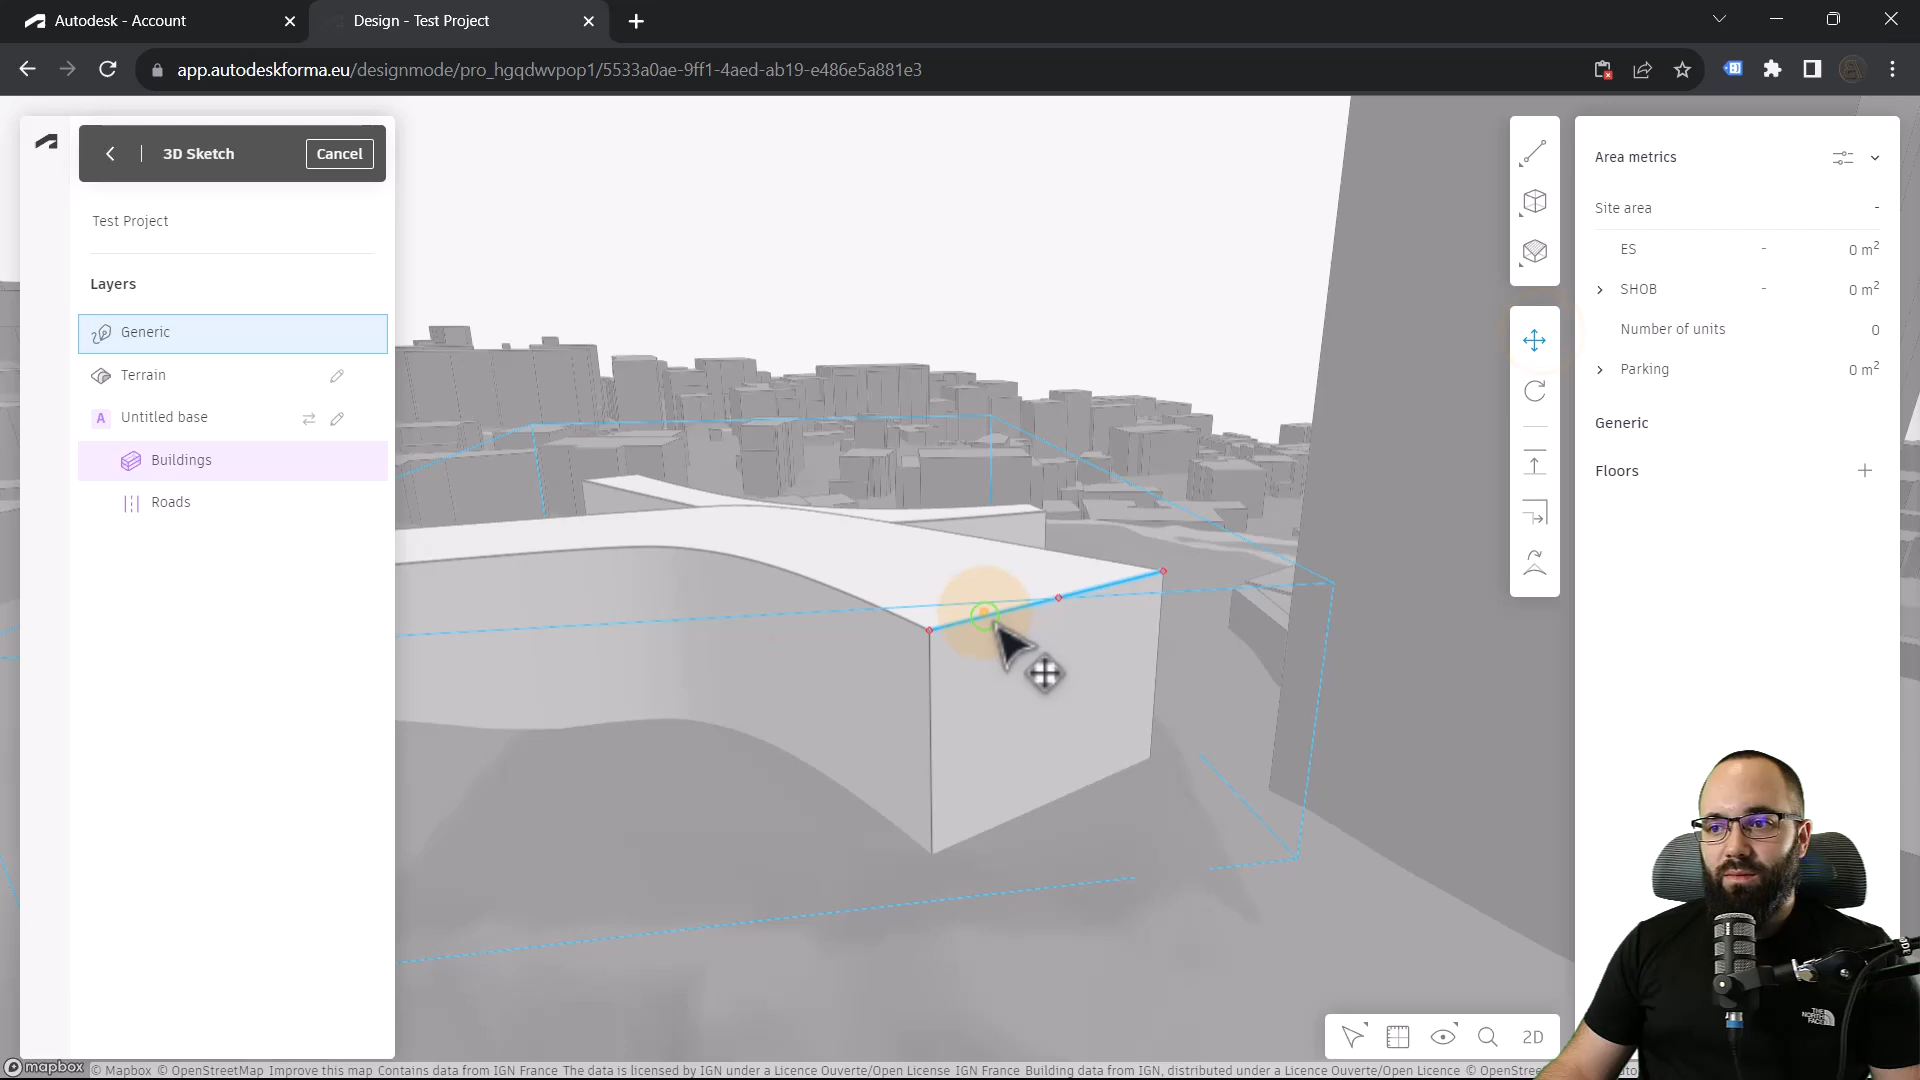 Autodesk - Account
Design - Test Project
app.autodeskforma.eu/designmode/pro_hgqdwvpop1/5533a0ae-9ff1-4aed-ab19-e486e5a881e3
3D Sketch
Cancel
Test Project
Layers
Generic
Terrain
A
Untitled base
Buildings
Roads
Area metrics
Site area -
ES - 0 m²
SHOB - 0 m²
Number of units 0
Parking 0 m²
Generic
Floors
2D
THE NORTH FACE
mapbox
© Mapbox © OpenStreetMap Improve this map Contains data from IGN France The data is licensed by IGN under a Licence Ouverte/Open License IGN France Building data from IGN, distributed under a Licence Ouverte/Open Licence